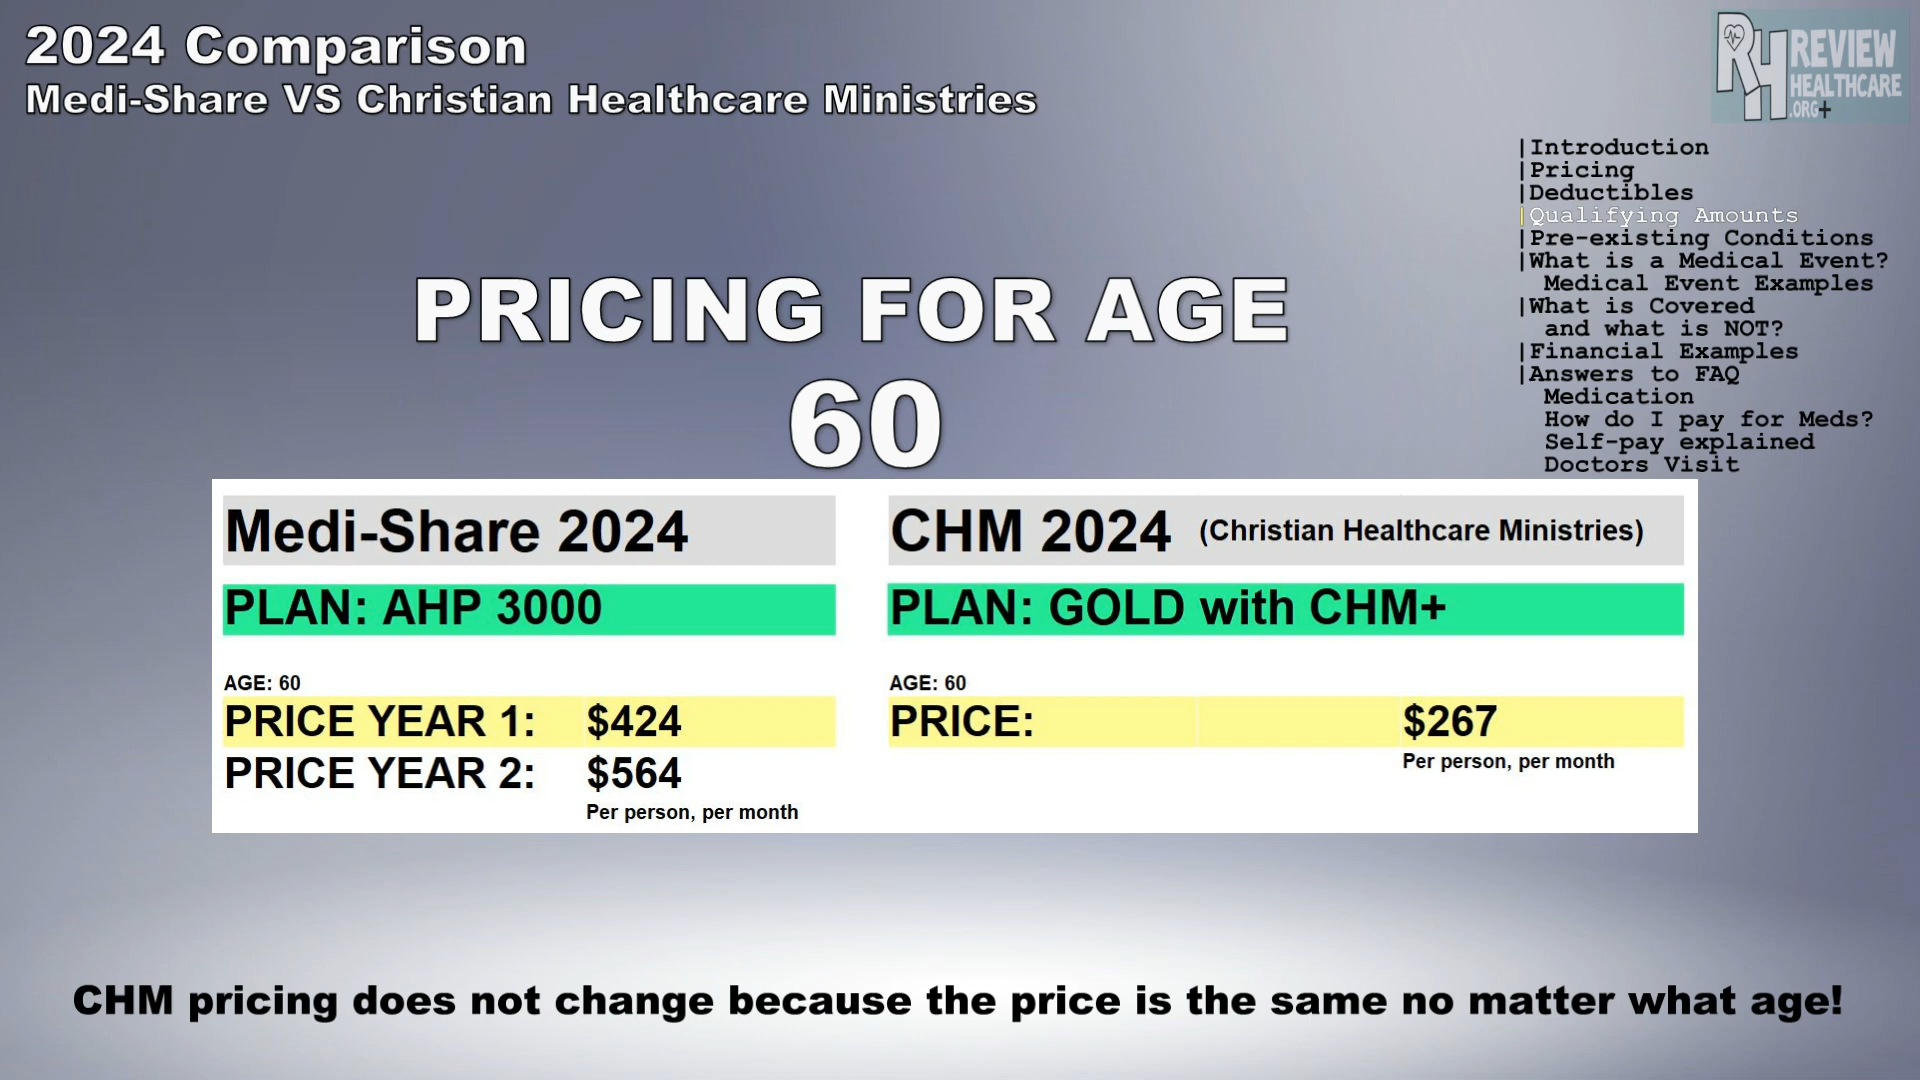 2024 Comparison
Medi-Share VS Christian Healthcare Ministries
RH REVIEW
HEALTHCARE
.ORG+
|Introduction
|Pricing
|Deductibles
|Qualifying Amounts
|Pre-existing Conditions
|What is a Medical Event?
Medical Event Examples
|What is Covered
and what is NOT?
|Financial Examples
|Answers to FAQ
Medication
How do I pay for Meds?
Self-pay explained
Doctors Visit
PRICING FOR AGE
60
Medi-Share 2024
PLAN: AHP 3000
AGE: 60
PRICE YEAR 1: $424
PRICE YEAR 2: $564
Per person, per month
CHM 2024 (Christian Healthcare Ministries)
PLAN: GOLD with CHM+
AGE: 60
PRICE: $267
Per person, per month
CHM pricing does not change because the price is the same no matter what age!